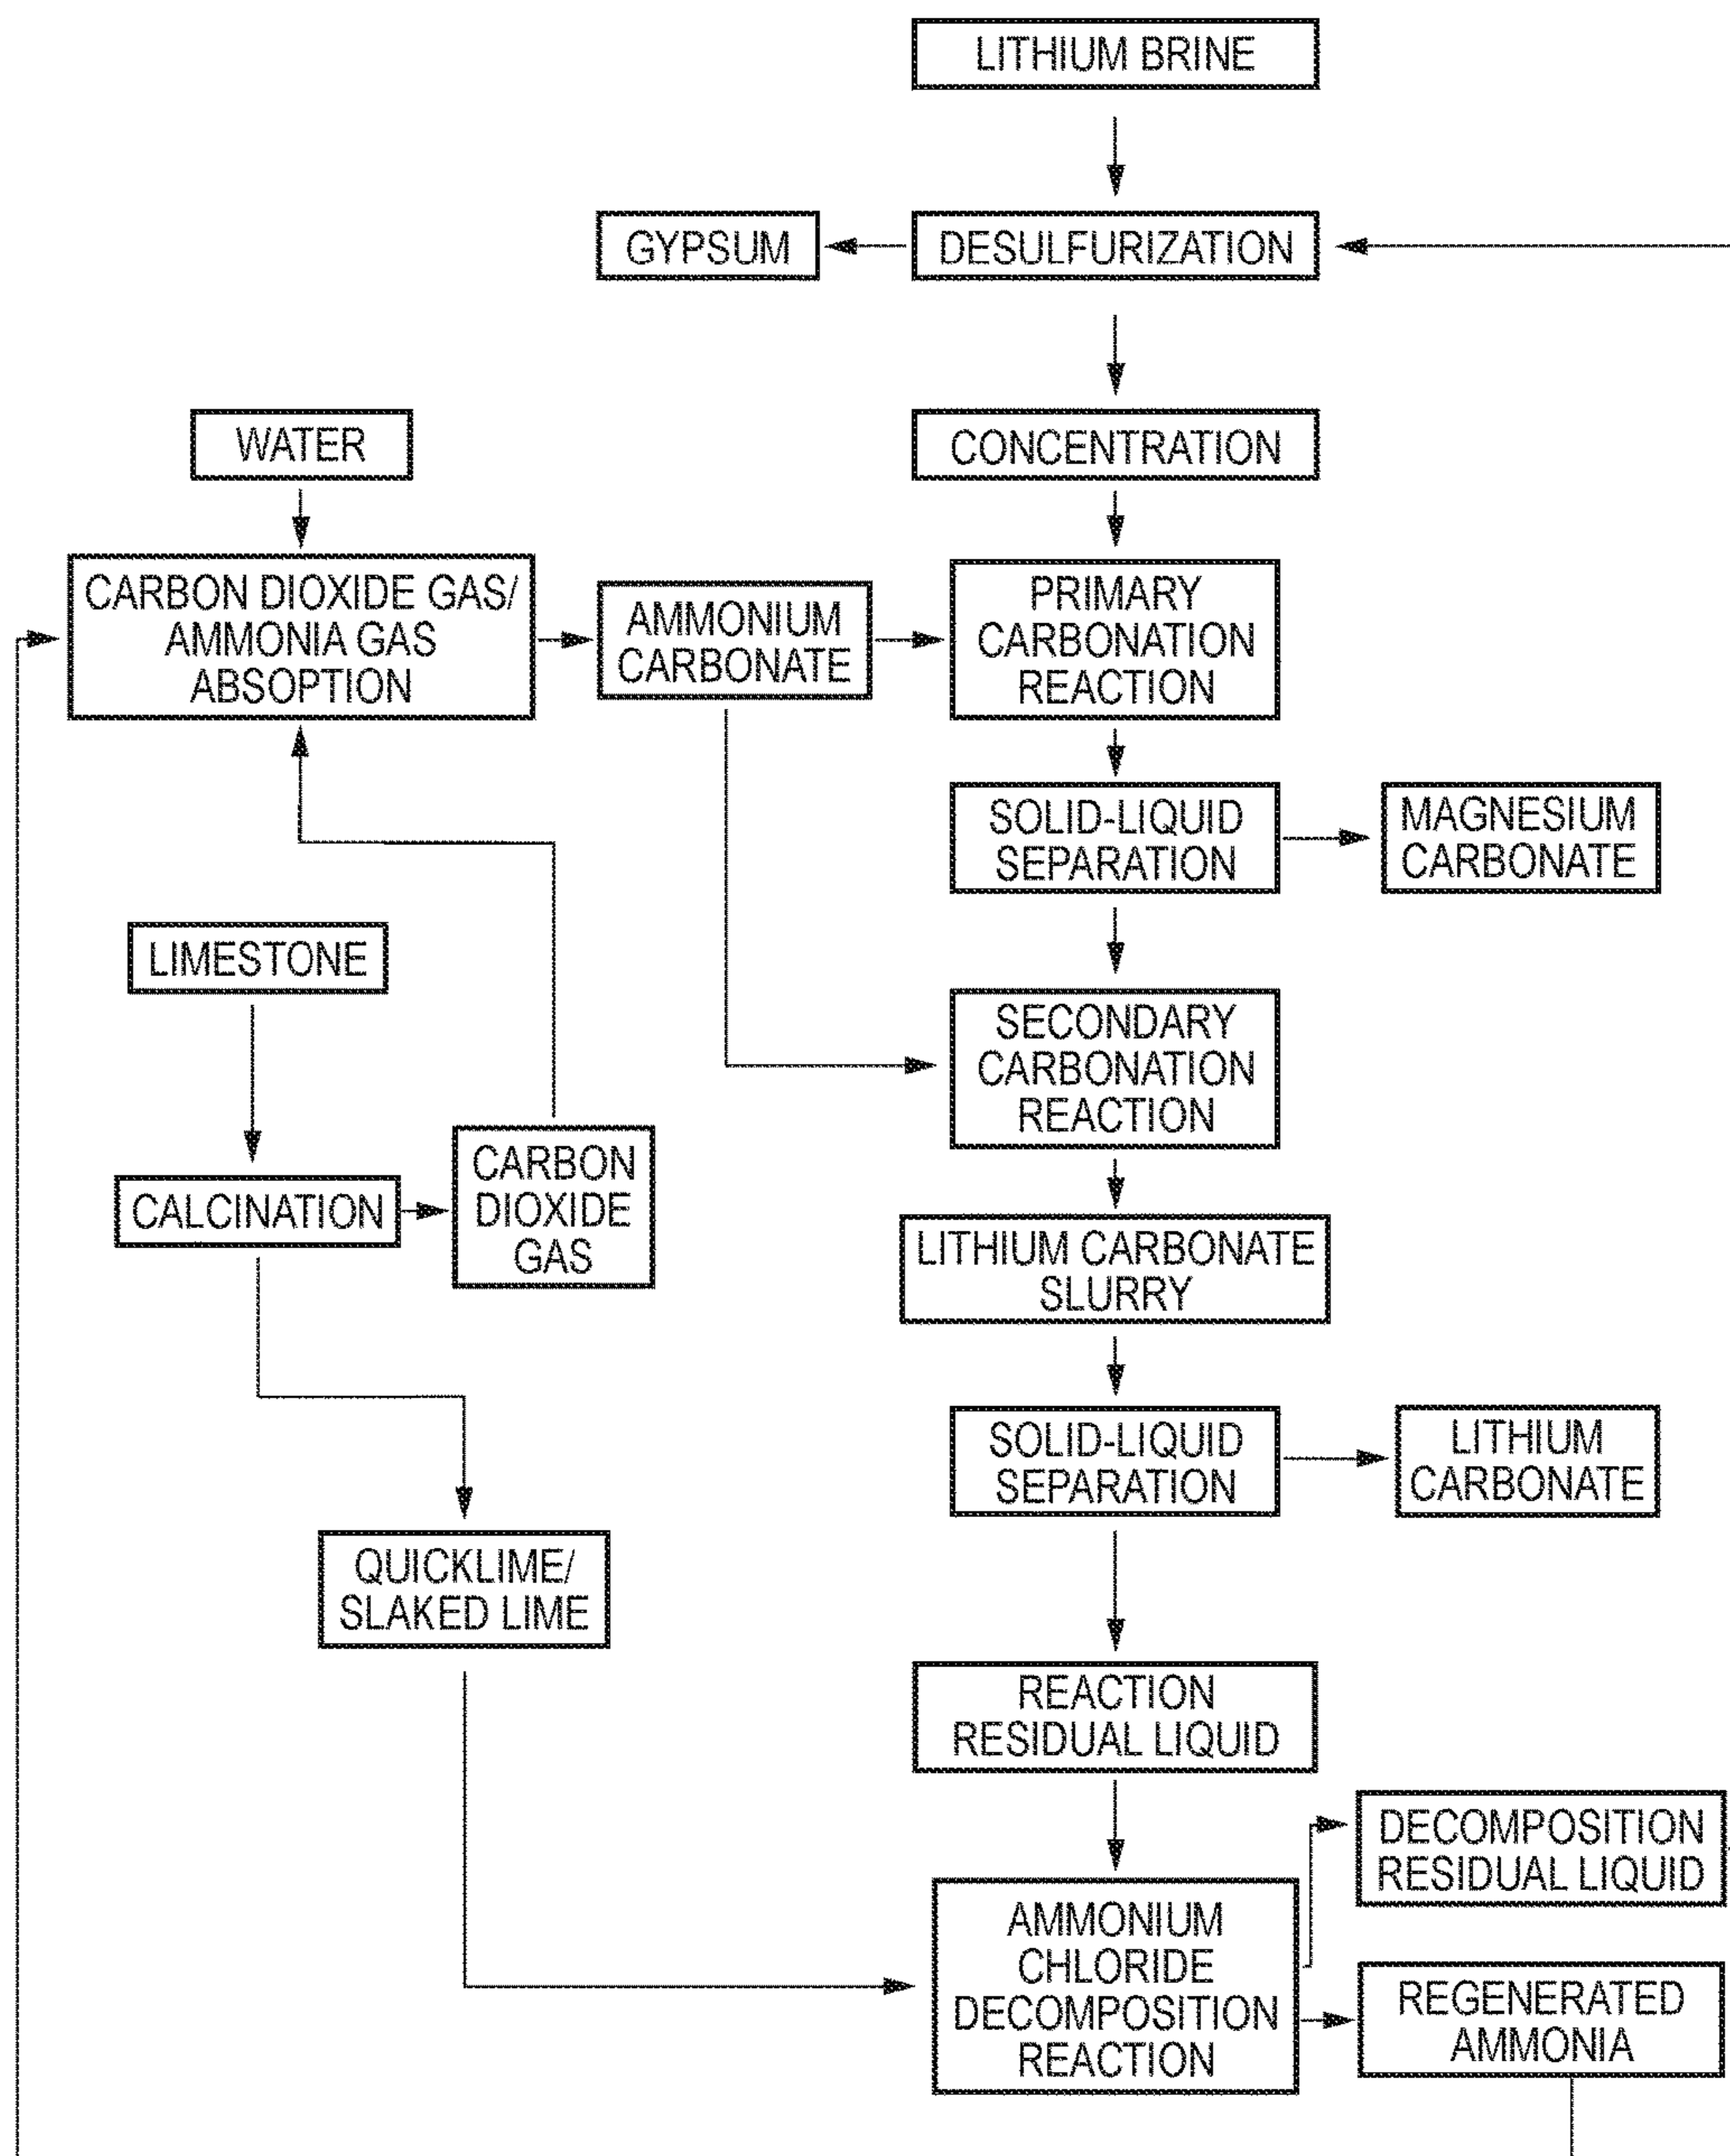 LITHIUM BRINE
GYPSUM
DESULFURIZATION
WATER
CONCENTRATION
CARBON DIOXIDE GAS/
AMMONIA GAS
ABSOPTION
AMMONIUM
CARBONATE
PRIMARY
CARBONATION
REACTION
SOLID-LIQUID
SEPARATION
MAGNESIUM
CARBONATE
LIMESTONE
SECONDARY
CARBONATION
REACTION
CALCINATION
CARBON
DIOXIDE
GAS
LITHIUM CARBONATE
SLURRY
SOLID-LIQUID
SEPARATION
LITHIUM
CARBONATE
QUICKLIME/
SLAKED LIME
REACTION
RESIDUAL LIQUID
DECOMPOSITION
RESIDUAL LIQUID
AMMONIUM
CHLORIDE
DECOMPOSITION
REACTION
REGENERATED
AMMONIA